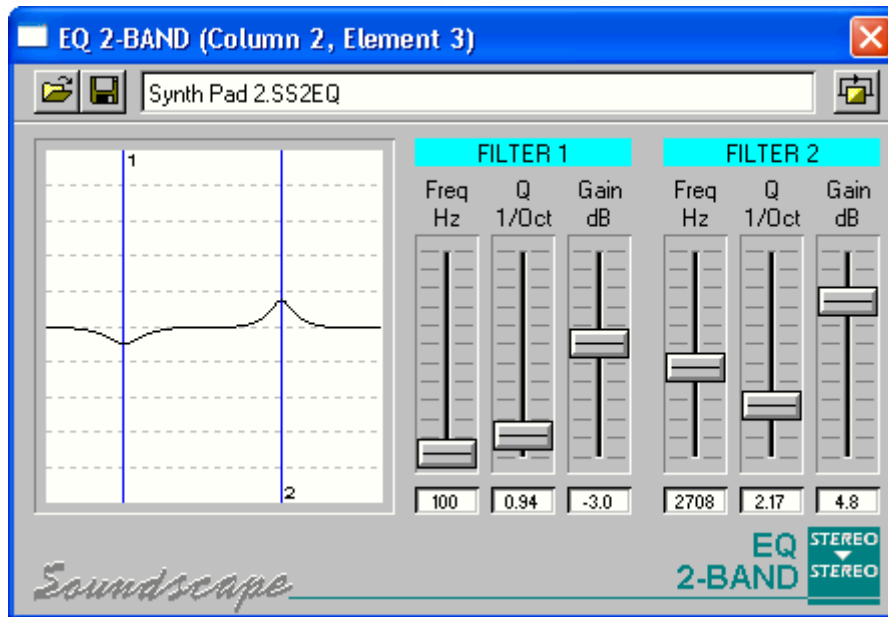 EQ 2-BAND (Column 2, Element 3)
Synth Pad 2.SS2EQ
1
2
FILTER 1
Freq Hz
Q 1/Oct
Gain dB
100
0.94
-3.0
FILTER 2
Freq Hz
Q 1/Oct
Gain dB
2708
2.17
4.8
Soundscape
EQ
2-BAND
STEREO
STEREO